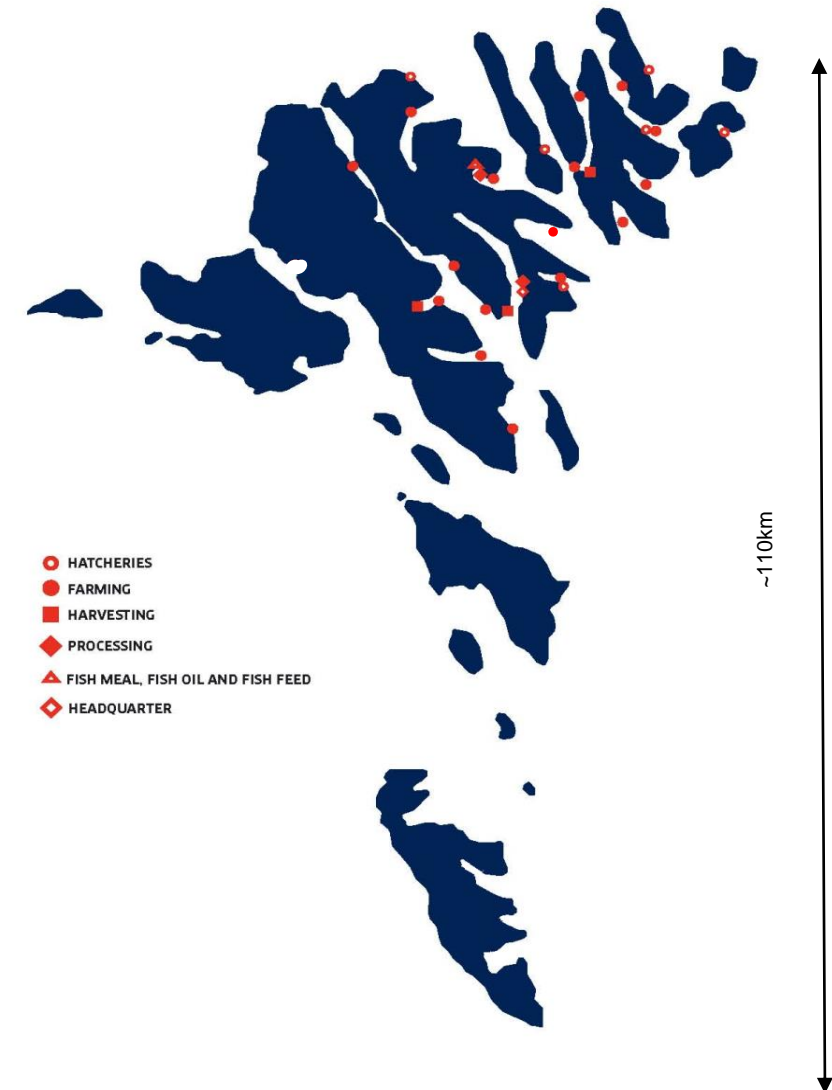 HATCHERIES
FARMING
HARVESTING
PROCESSING
FISH MEAL, FISH OIL AND FISH FEED
HEADQUARTER
~110km